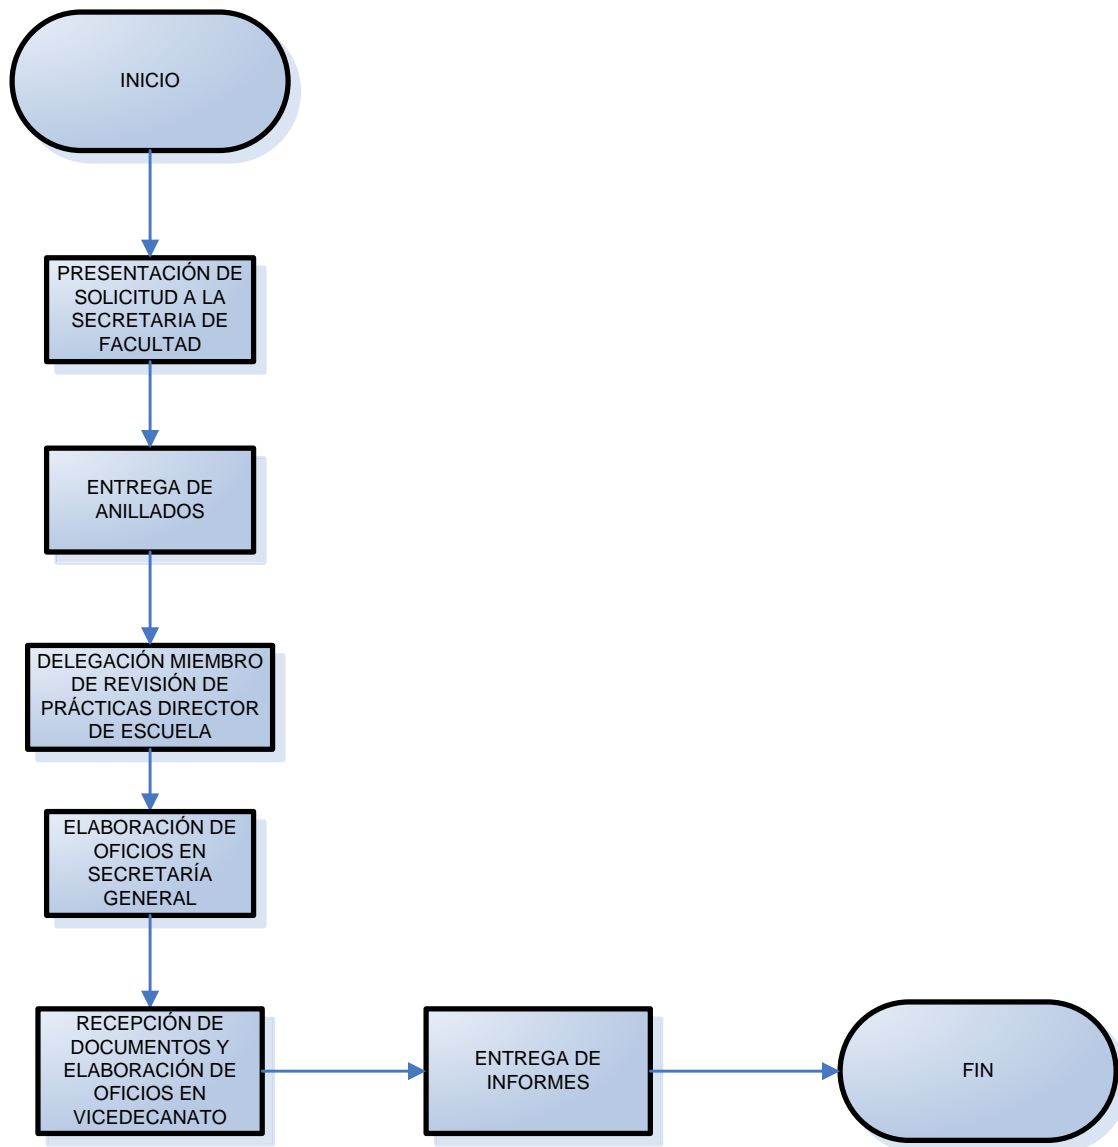 INICIO
PRESENTACIÓN DE
SOLICITUD A LA
SECRETARIA DE
FACULTAD
ENTREGA DE
ANILLADOS
DELEGACIÓN MIEMBRO
DE REVISIÓN DE
PRÁCTICAS DIRECTOR
DE ESCUELA
ELABORACIÓN DE
OFICIOS EN
SECRETARÍA
GENERAL
RECEPCIÓN DE
DOCUMENTOS Y
ELABORACIÓN DE
OFICIOS EN
VICEDECANATO
ENTREGA DE
INFORMES
FIN